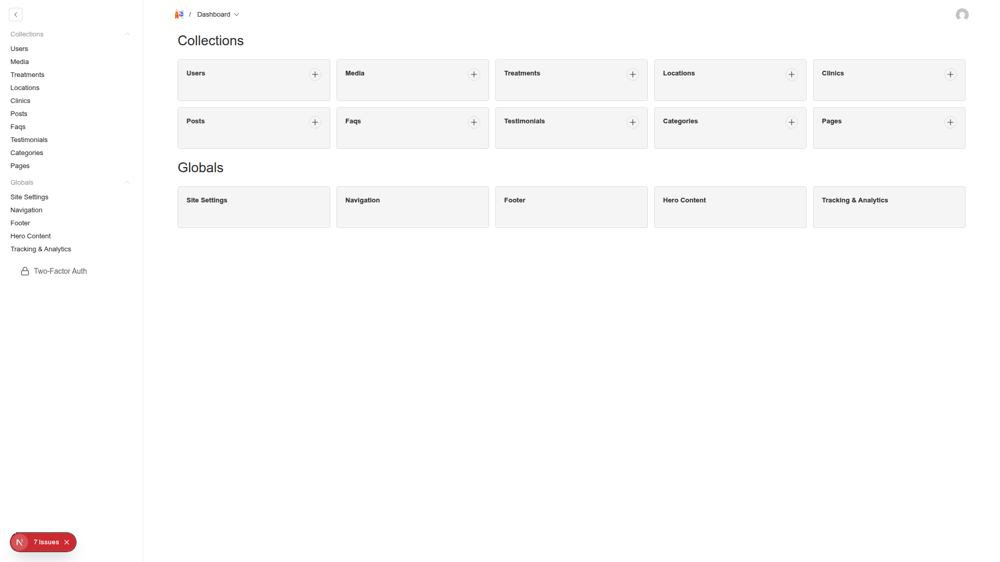 Collections
Users
Media
Treatments
Locations
Clinics
Posts
Faqs
Testimonials
Categories
Pages
Globals
Site Settings
Navigation
Footer
Hero Content
Tracking & Analytics
Two-Factor Auth
7 Issues
/ Dashboard
Collections
Users
Media
Treatments
Locations
Clinics
Posts
Faqs
Testimonials
Categories
Pages
Globals
Site Settings
Navigation
Footer
Hero Content
Tracking & Analytics